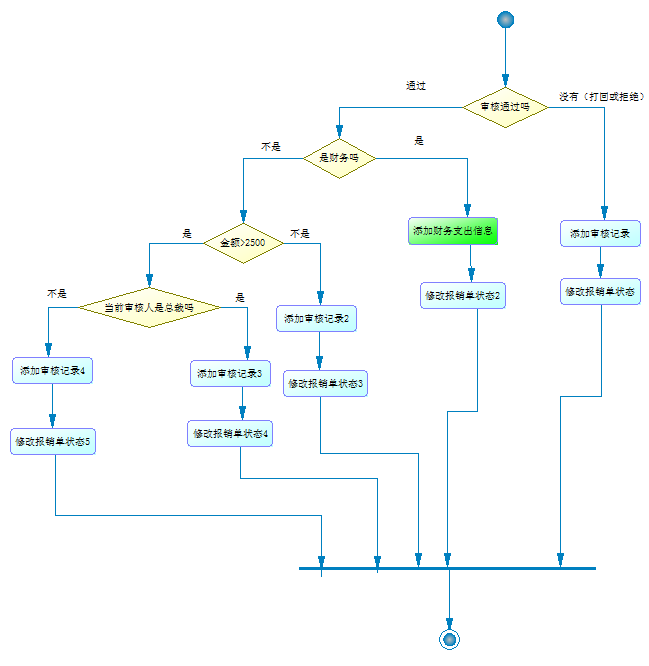 通过
审核通过吗
没有（打回或拒绝）
不是
是财务吗
是
是
金额>2500
不是
添加财务支出信息
添加审核记录
不是
当前审核人是总裁吗
是
添加审核记录2
修改报销单状态2
修改报销单状态
添加审核记录4
添加审核记录3
修改报销单状态3
修改报销单状态5
修改报销单状态4